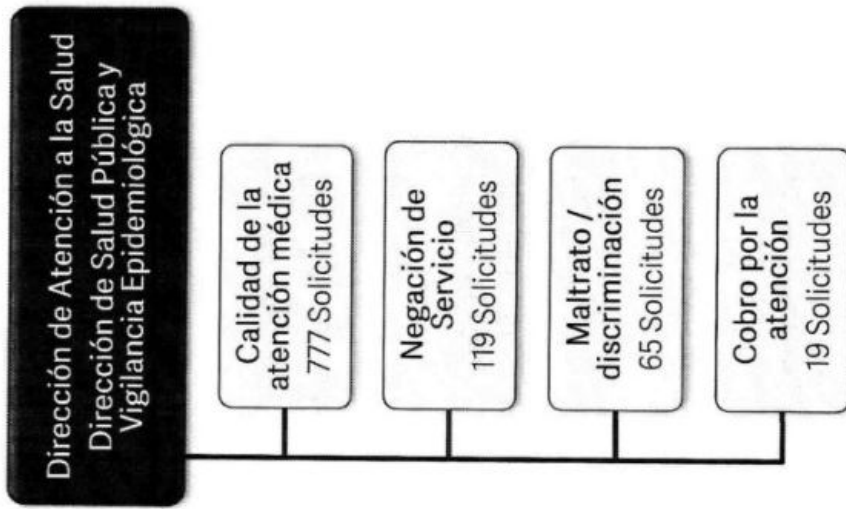 Dirección de Atención a la Salud
Dirección de Salud Pública y
Vigilancia Epidemiológica
Calidad de la
atención médica
777 Solicitudes
Negación de
Servicio
119 Solicitudes
Maltrato /
discriminación
65 Solicitudes
Cobro por la
atención
19 Solicitudes